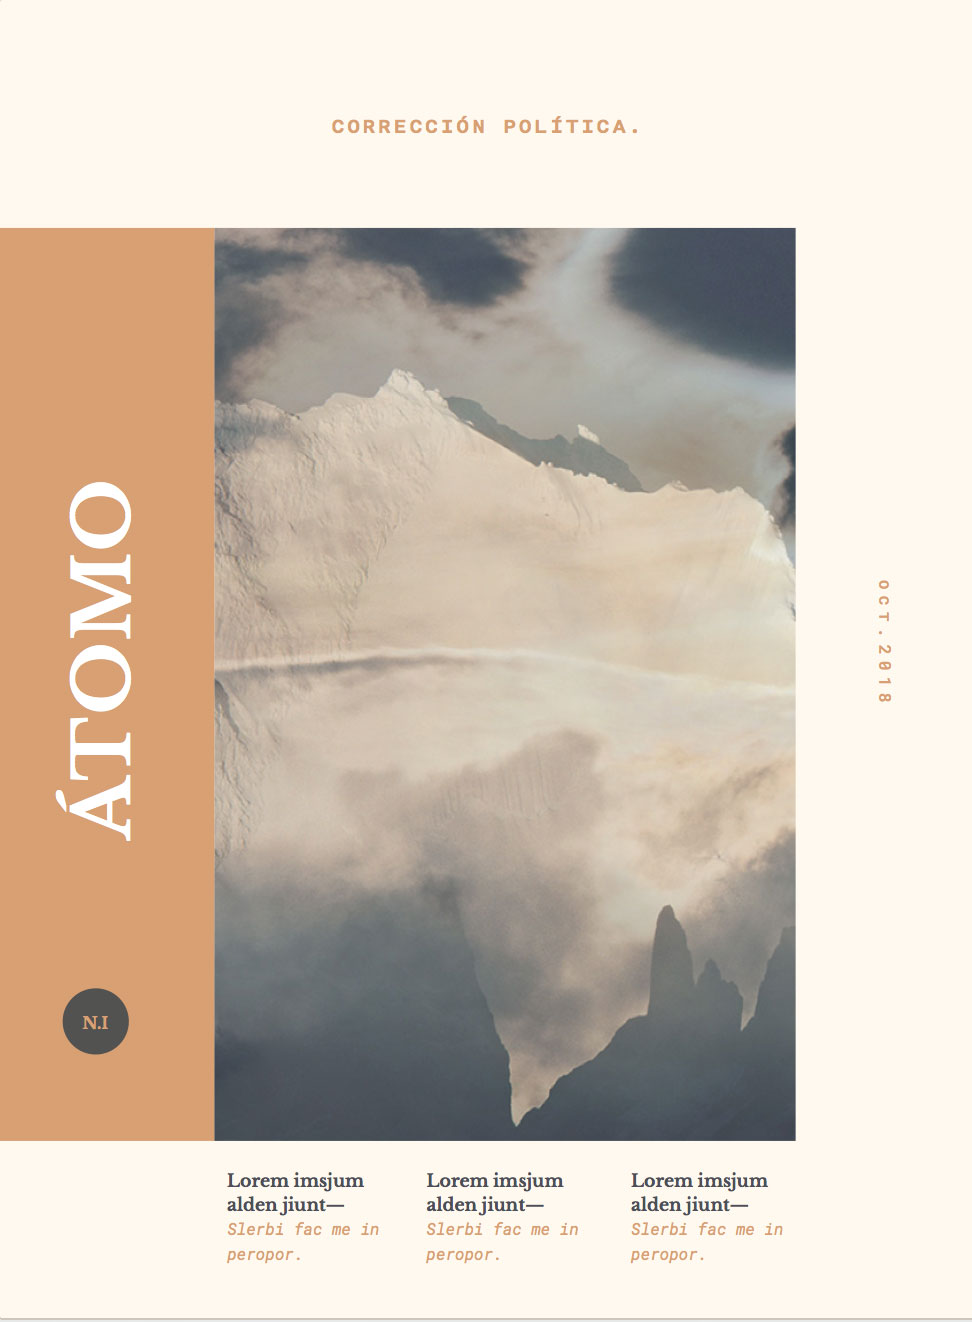 CORRECCIÓN POLÍTICA.
ÁTOMO
N.I
OCT.2018
Lorem imsjum
alden jiunt—
Slerbi fac me in
peropor.
Lorem imsjum
alden jiunt—
Slerbi fac me in
peropor.
Lorem imsjum
alden jiunt—
Slerbi fac me in
peropor.